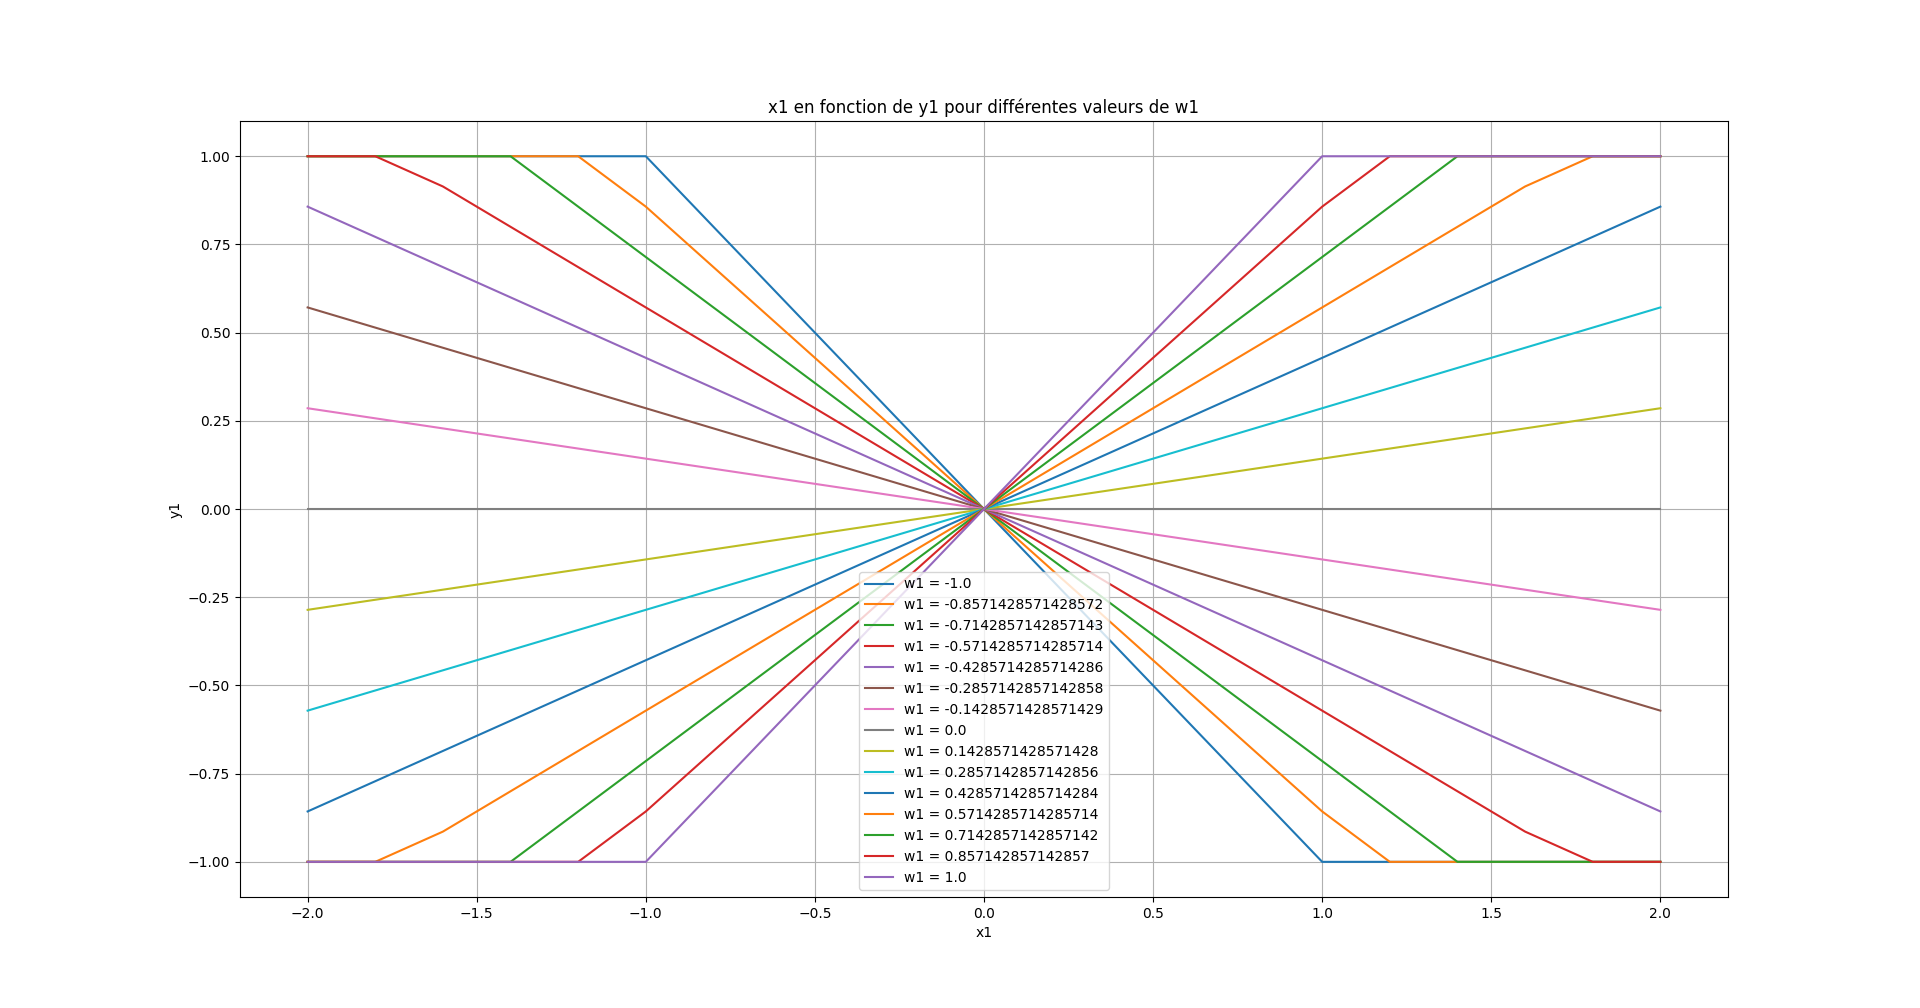 x1 en fonction de y1 pour différentes valeurs de w1
1.00
0.75
0.50
0.25
0.00
−0.25
−0.50
−0.75
−1.00
y1
w1 = -1.0
w1 = -0.8571428571428572
w1 = -0.7142857142857143
w1 = -0.5714285714285714
w1 = -0.4285714285714286
w1 = -0.2857142857142858
w1 = -0.1428571428571429
w1 = 0.0
w1 = 0.1428571428571428
w1 = 0.2857142857142856
w1 = 0.4285714285714284
w1 = 0.5714285714285714
w1 = 0.7142857142857142
w1 = 0.857142857142857
w1 = 1.0
−2.0 −1.5 −1.0 −0.5 0.0 0.5 1.0 1.5 2.0
x1